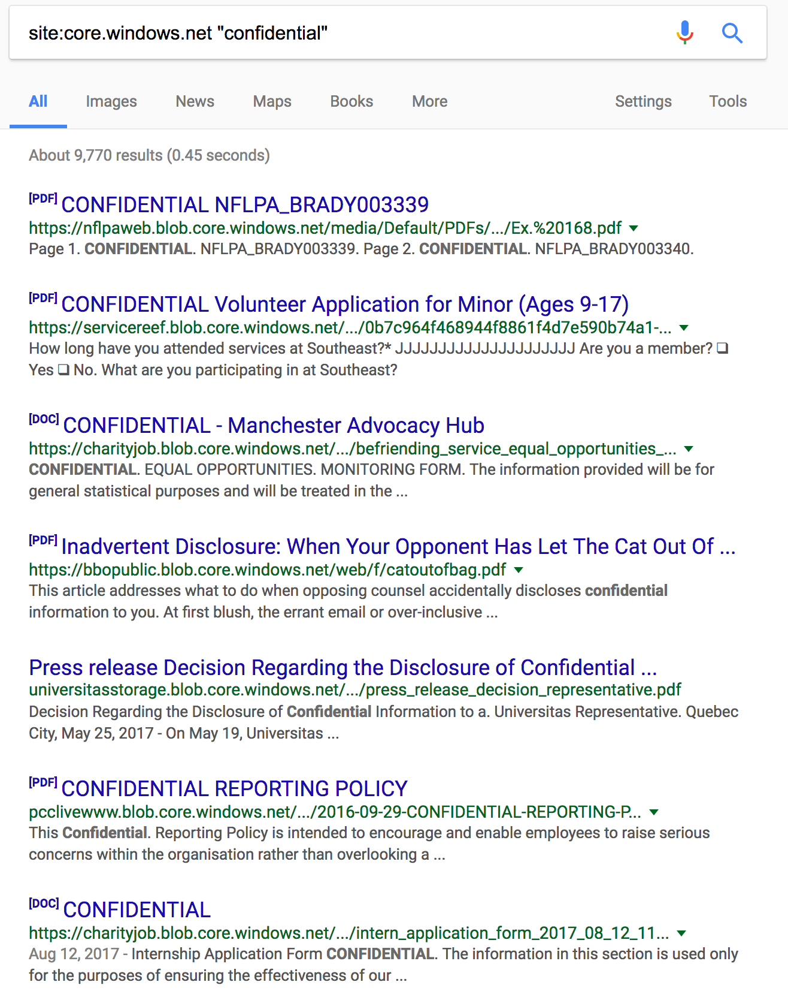 site:core.windows.net "confidential"
All Images News Maps Books More Settings Tools
About 9,770 results (0.45 seconds)
[PDF] CONFIDENTIAL NFLPA_BRADY003339
https://nflpaweb.blob.core.windows.net/media/Default/PDFs/.../Ex.%20168.pdf
Page 1. CONFIDENTIAL. NFLPA_BRADY003339. Page 2. CONFIDENTIAL. NFLPA_BRADY003340.
[PDF] CONFIDENTIAL Volunteer Application for Minor (Ages 9-17)
https://servicereef.blob.core.windows.net/.../0b7c964f468944f8861f4d7e590b74a1-...
How long have you attended services at Southeast?* JJJJJJJJJJJJJJJJJJJJJ Are you a member? ❏
Yes ❏ No. What are you participating in at Southeast?
[DOC] CONFIDENTIAL - Manchester Advocacy Hub
https://charityjob.blob.core.windows.net/.../befriending_service_equal_opportunities_...
CONFIDENTIAL. EQUAL OPPORTUNITIES. MONITORING FORM. The information provided will be for
general statistical purposes and will be treated in the ...
[PDF] Inadvertent Disclosure: When Your Opponent Has Let The Cat Out Of ...
https://bbopublic.blob.core.windows.net/web/f/catoutofbag.pdf
This article addresses what to do when opposing counsel accidentally discloses confidential
information to you. At first blush, the errant email or over-inclusive ...
Press release Decision Regarding the Disclosure of Confidential ...
universitasstorage.blob.core.windows.net/.../press_release_decision_representative.pdf
Decision Regarding the Disclosure of Confidential Information to a. Universitas Representative. Quebec
City, May 25, 2017 - On May 19, Universitas ...
[PDF] CONFIDENTIAL REPORTING POLICY
pcclivewww.blob.core.windows.net/.../2016-09-29-CONFIDENTIAL-REPORTING-P...
This Confidential. Reporting Policy is intended to encourage and enable employees to raise serious
concerns within the organisation rather than overlooking a ...
[DOC] CONFIDENTIAL
https://charityjob.blob.core.windows.net/.../intern_application_form_2017_08_12_11...
Aug 12, 2017 - Internship Application Form CONFIDENTIAL. The information in this section is used only
for the purposes of ensuring the effectiveness of our ...